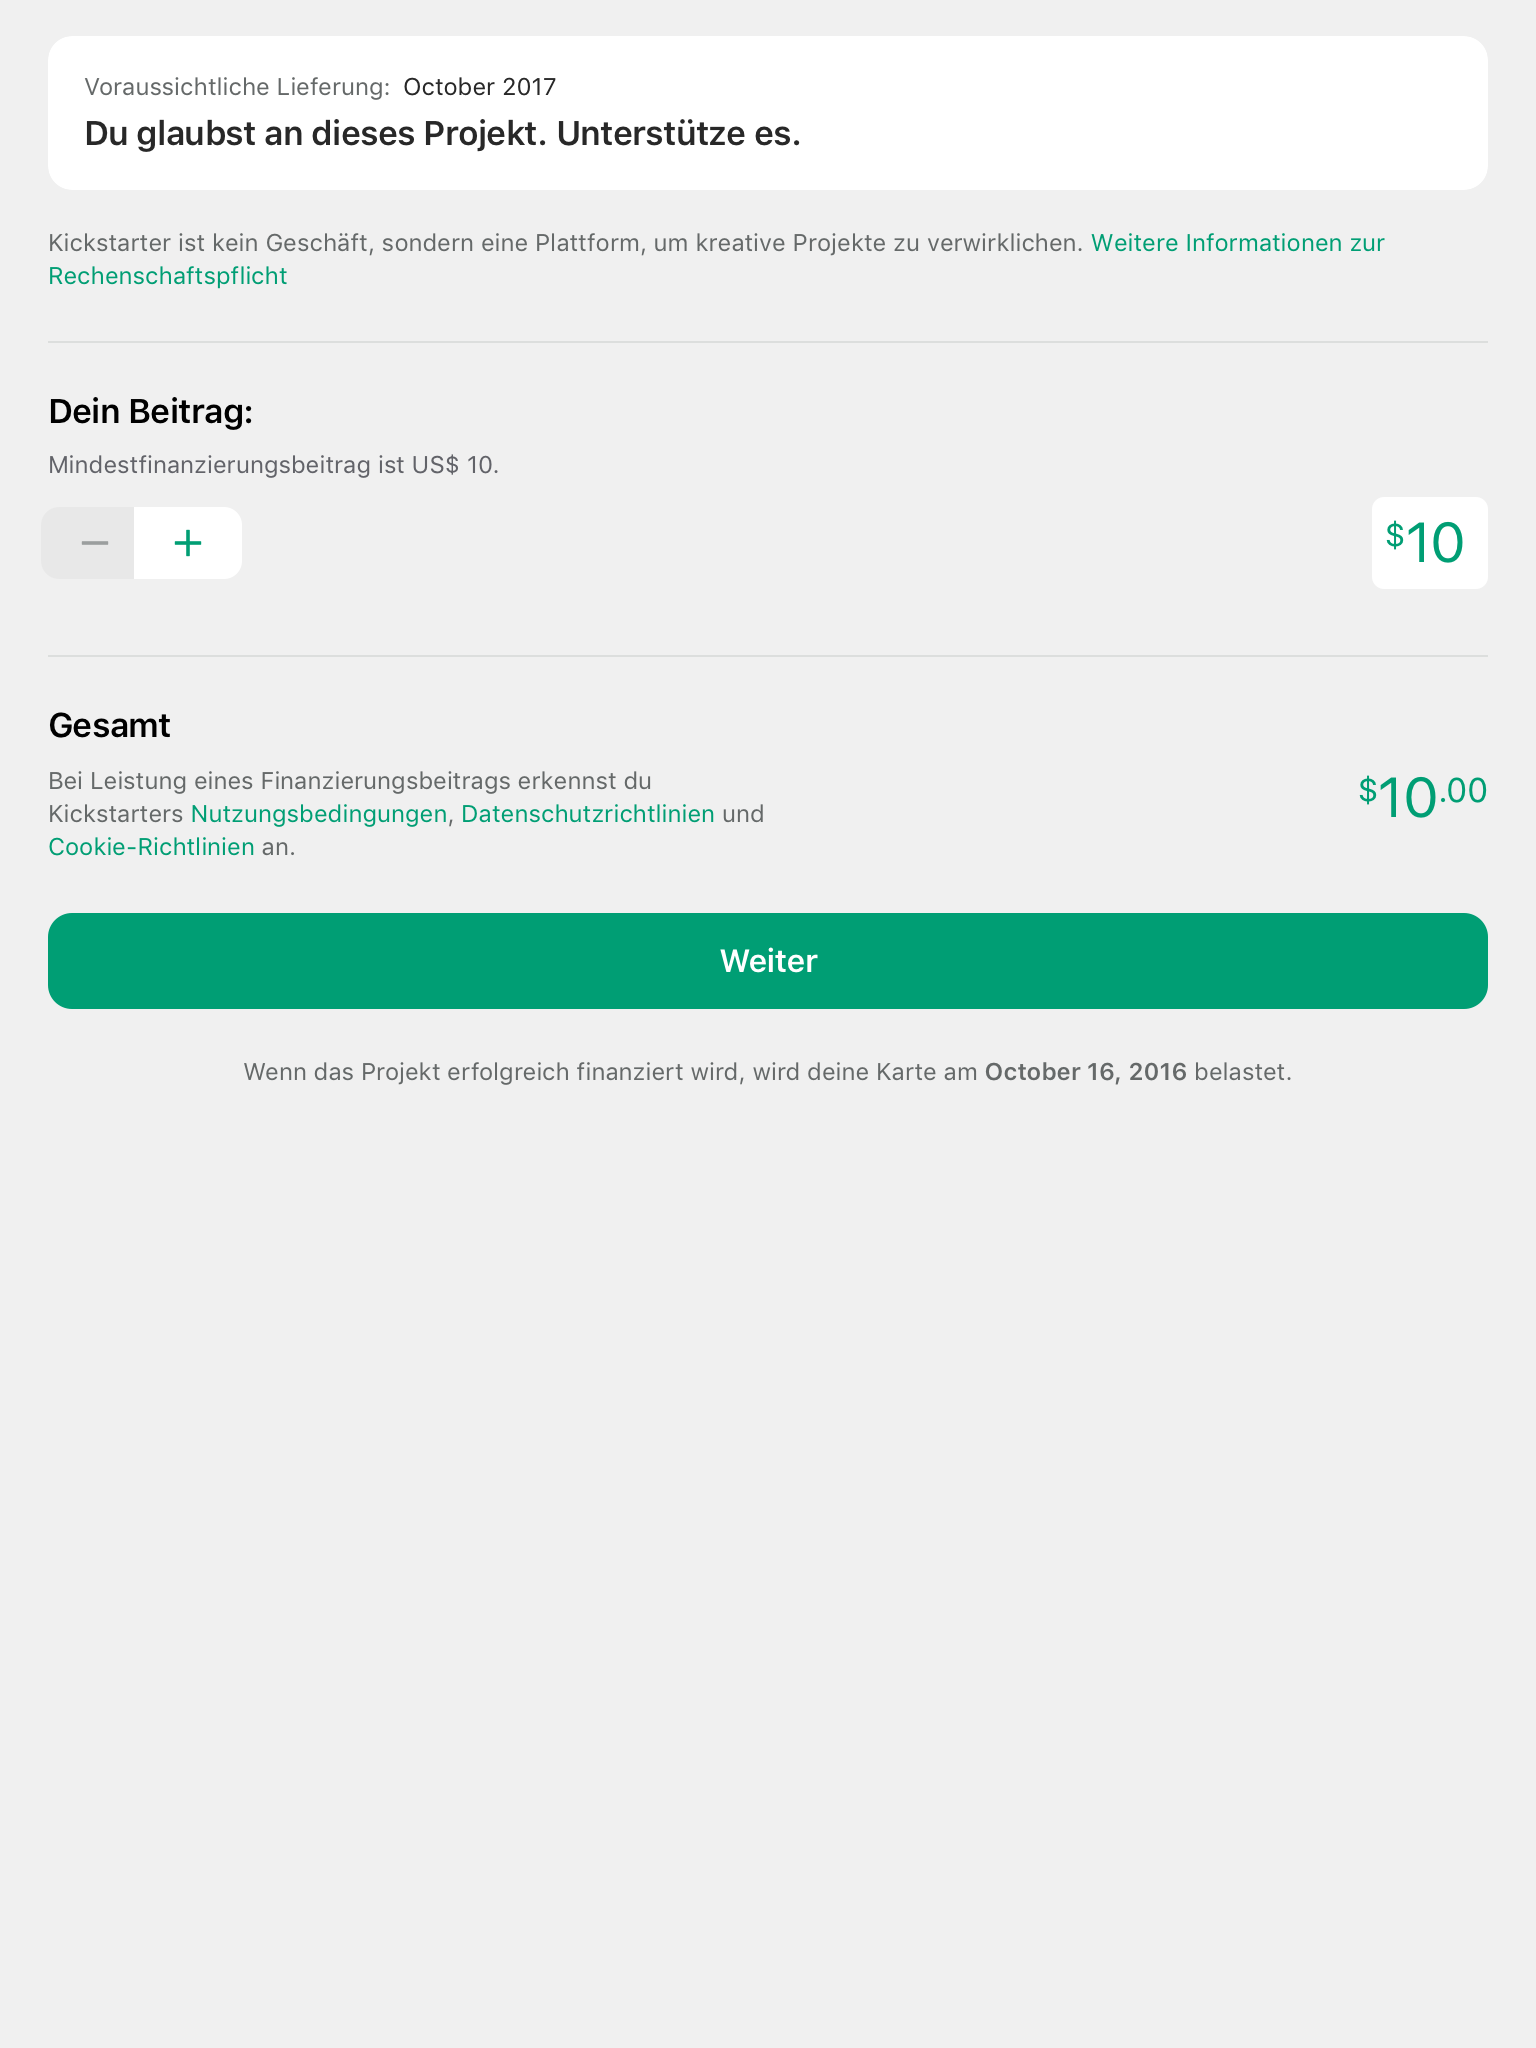 Voraussichtliche Lieferung: October 2017
Du glaubst an dieses Projekt. Unterstütze es.
Kickstarter ist kein Geschäft, sondern eine Plattform, um kreative Projekte zu verwirklichen. Weitere Informationen zur
Rechenschaftspflicht
Dein Beitrag:
Mindestfinanzierungsbeitrag ist US$ 10.
− + $10
Gesamt
Bei Leistung eines Finanzierungsbeitrags erkennst du
Kickstarters Nutzungsbedingungen, Datenschutzrichtlinien und
Cookie-Richtlinien an.
$10.00
Weiter
Wenn das Projekt erfolgreich finanziert wird, wird deine Karte am October 16, 2016 belastet.